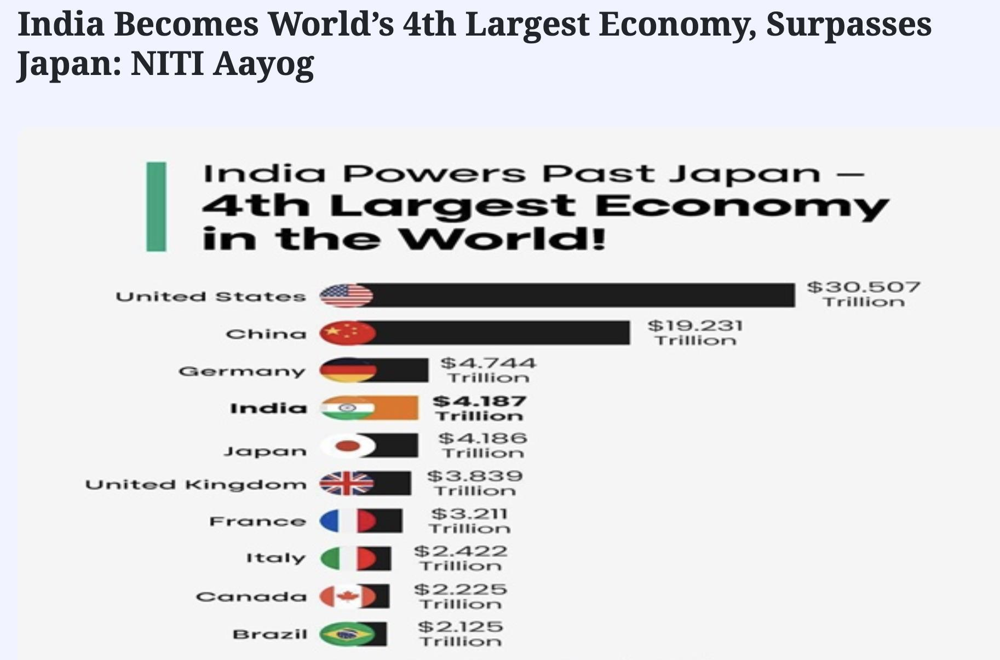 India Becomes World’s 4th Largest Economy, Surpasses
Japan: NITI Aayog
India Powers Past Japan –
4th Largest Economy
in the World!
United States
$30.507
Trillion
China
$19.231
Trillion
Germany
$4.744
Trillion
India
$4.187
Trillion
Japan
$4.186
Trillion
United Kingdom
$3.839
Trillion
France
$3.211
Trillion
Italy
$2.422
Trillion
Canada
$2.225
Trillion
Brazil
$2.125
Trillion